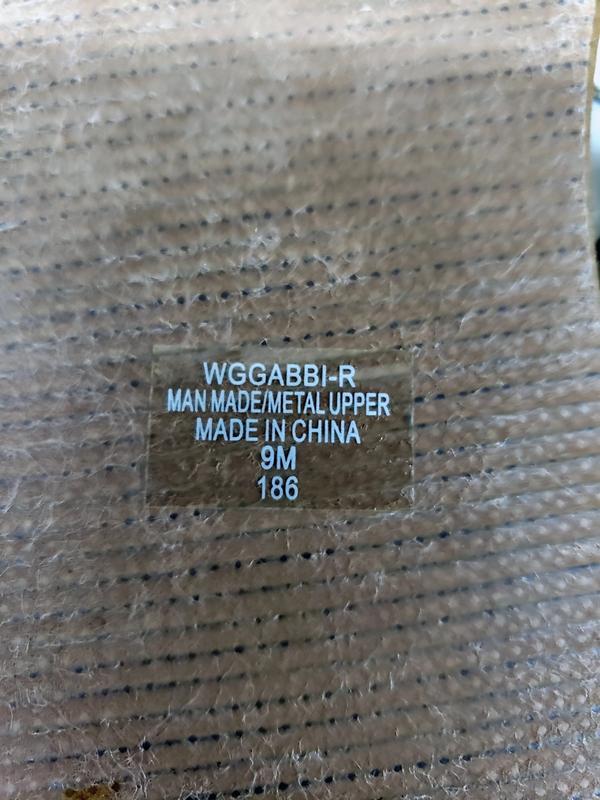 WGGABBI-R
MAN MADE/METAL UPPER
MADE IN CHINA
9M
186